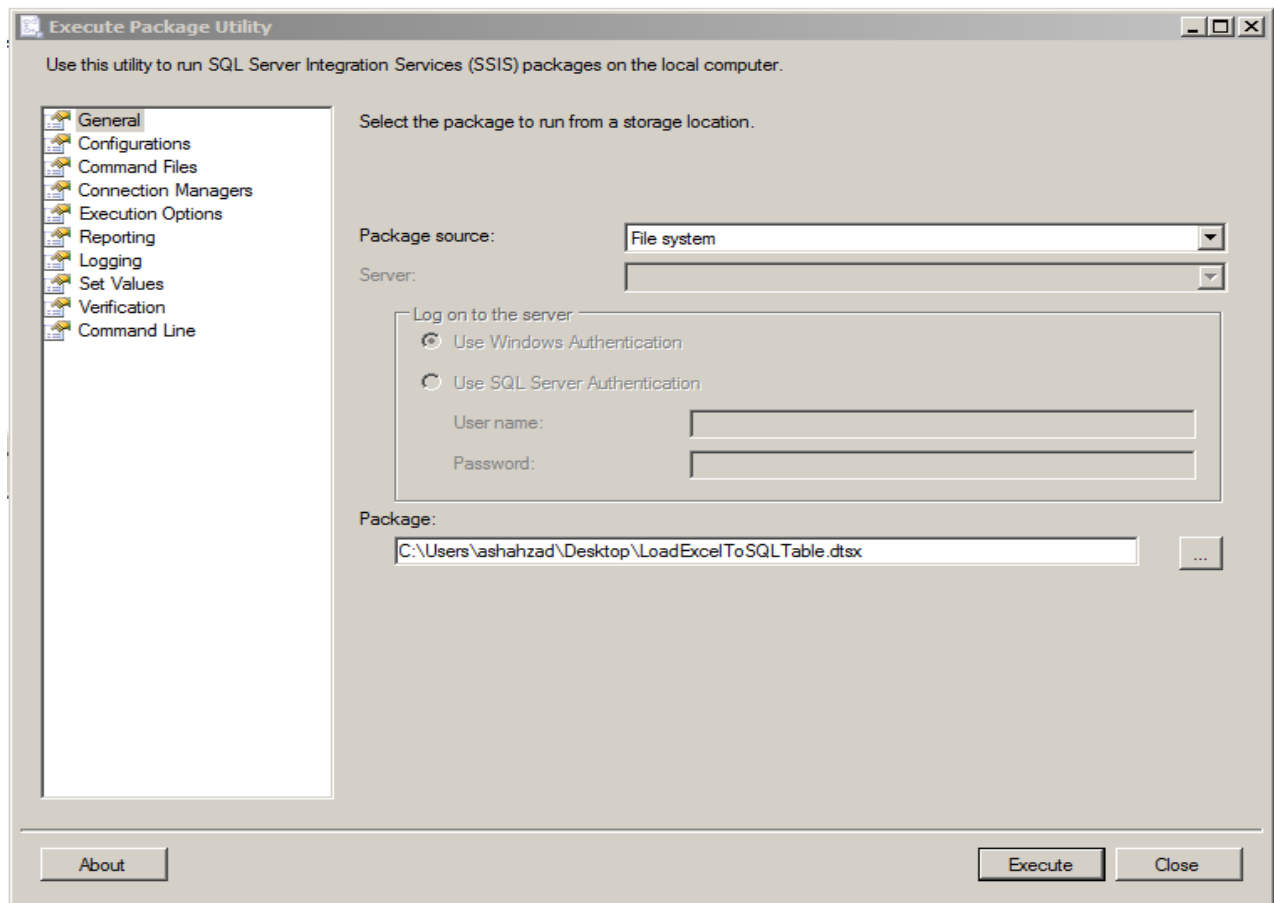 Execute Package Utility
Use this utility to run SQL Server Integration Services (SSIS) packages on the local computer.
General
Configurations
Command Files
Connection Managers
Execution Options
Reporting
Logging
Set Values
Verification
Command Line
Select the package to run from a storage location.
Package source:
File system
Server:
Log on to the server
Use Windows Authentication
Use SQL Server Authentication
User name:
Password:
Package:
C:\Users\ashahzad\Desktop\LoadExcelToSQLTable.dtsx
...
About
Execute
Close